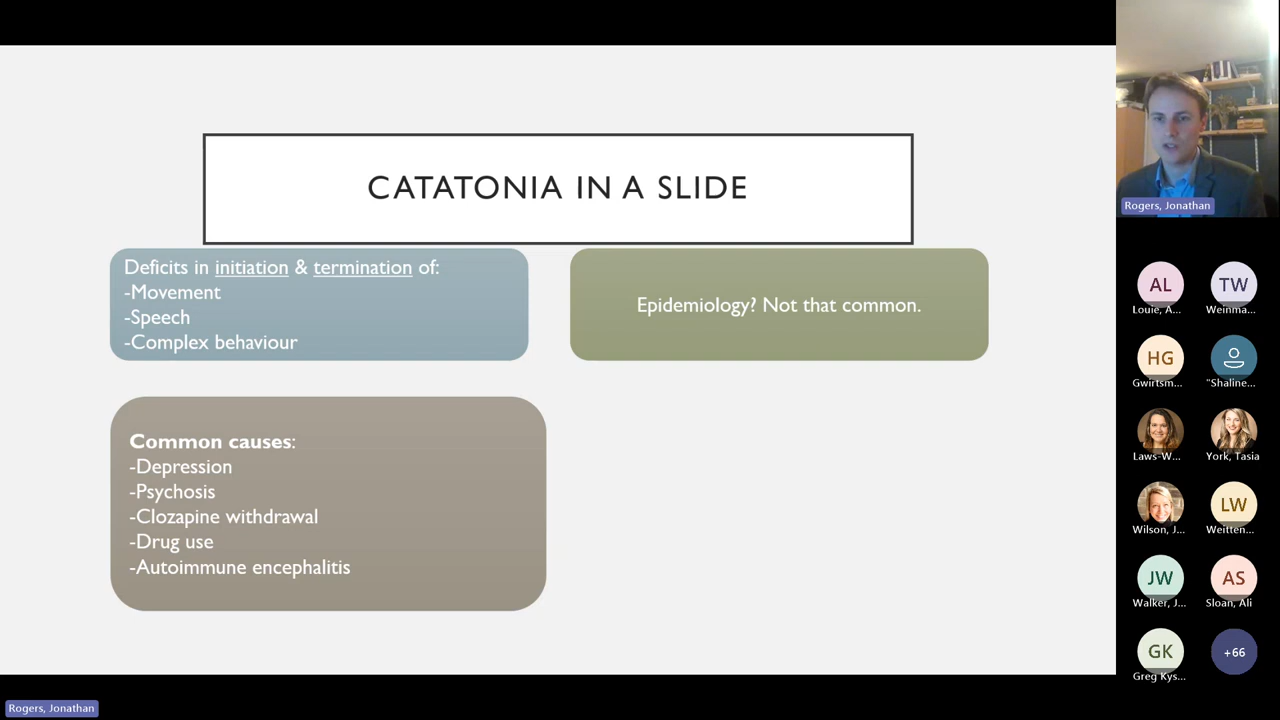 CATATONIA IN A SLIDE
Deficits in initiation & termination of:
-Movement
-Speech
-Complex behaviour
Epidemiology? Not that common.
Common causes:
-Depression
-Psychosis
-Clozapine withdrawal
-Drug use
-Autoimmune encephalitis
Rogers, Jonathan
AL
Louie, A...
TW
Weinma...
HG
Gwirtsm...
"Shaline...
Laws-W...
York, Tasia
Wilson, J...
LW
Weitten...
JW
Walker, J...
AS
Sloan, Ali
GK
Greg Kys...
+66
Rogers, Jonathan